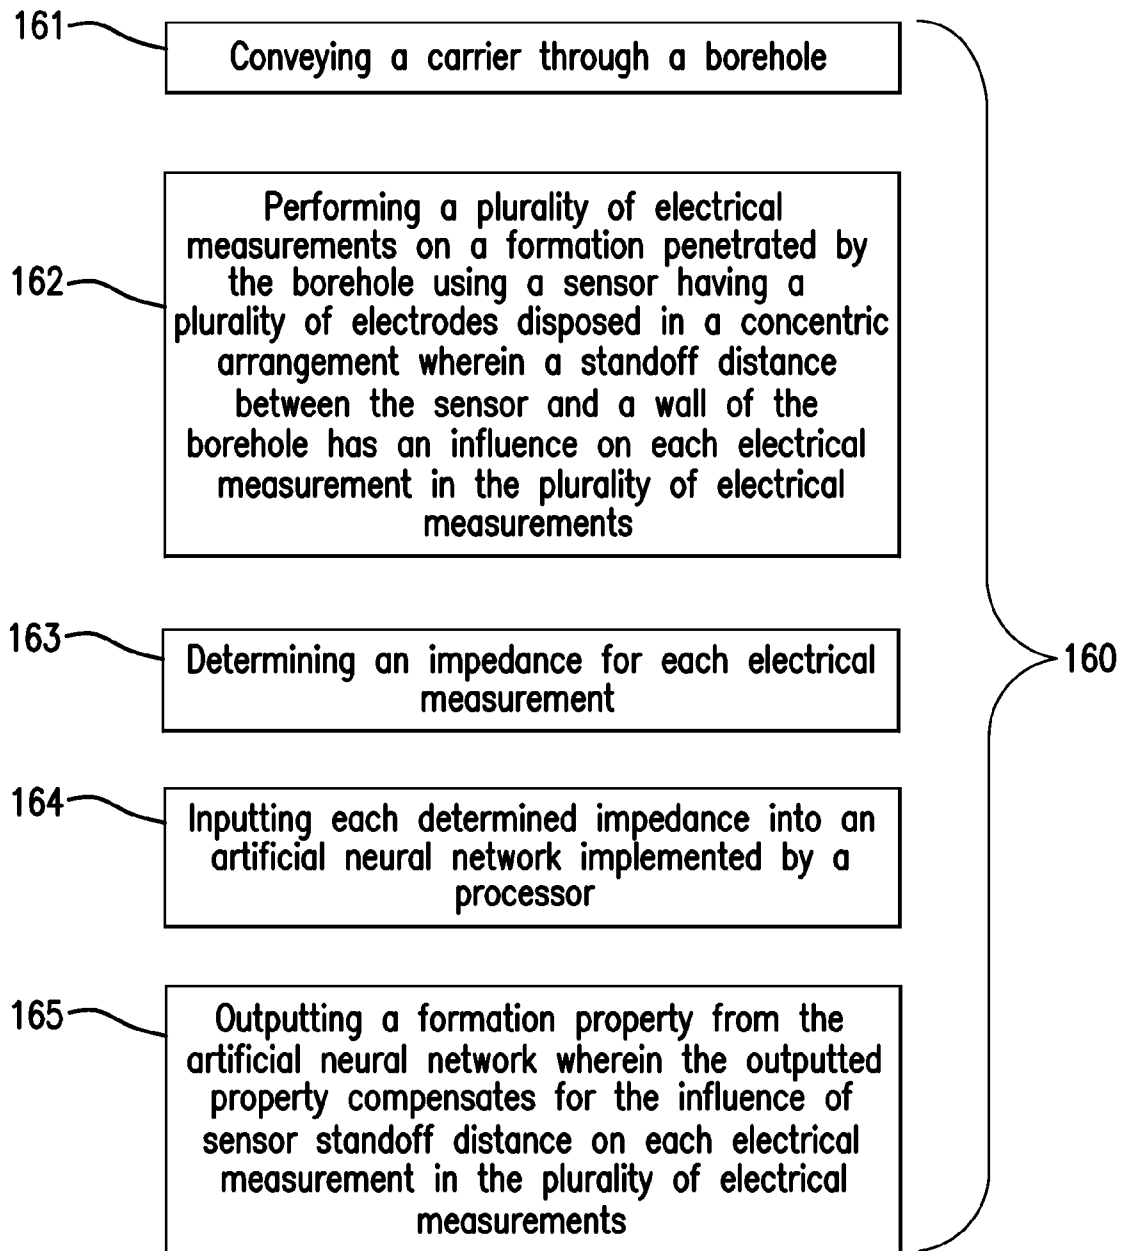 161
Conveying a carrier through a borehole
162
Performing a plurality of electrical
measurements on a formation penetrated by
the borehole using a sensor having a
plurality of electrodes disposed in a concentric
arrangement wherein a standoff distance
between the sensor and a wall of the
borehole has an influence on each electrical
measurement in the plurality of electrical
measurements
163
Determining an impedance for each electrical
measurement
160
164
Inputting each determined impedance into an
artificial neural network implemented by a
processor
165
Outputting a formation property from the
artificial neural network wherein the outputted
property compensates for the influence of
sensor standoff distance on each electrical
measurement in the plurality of electrical
measurements